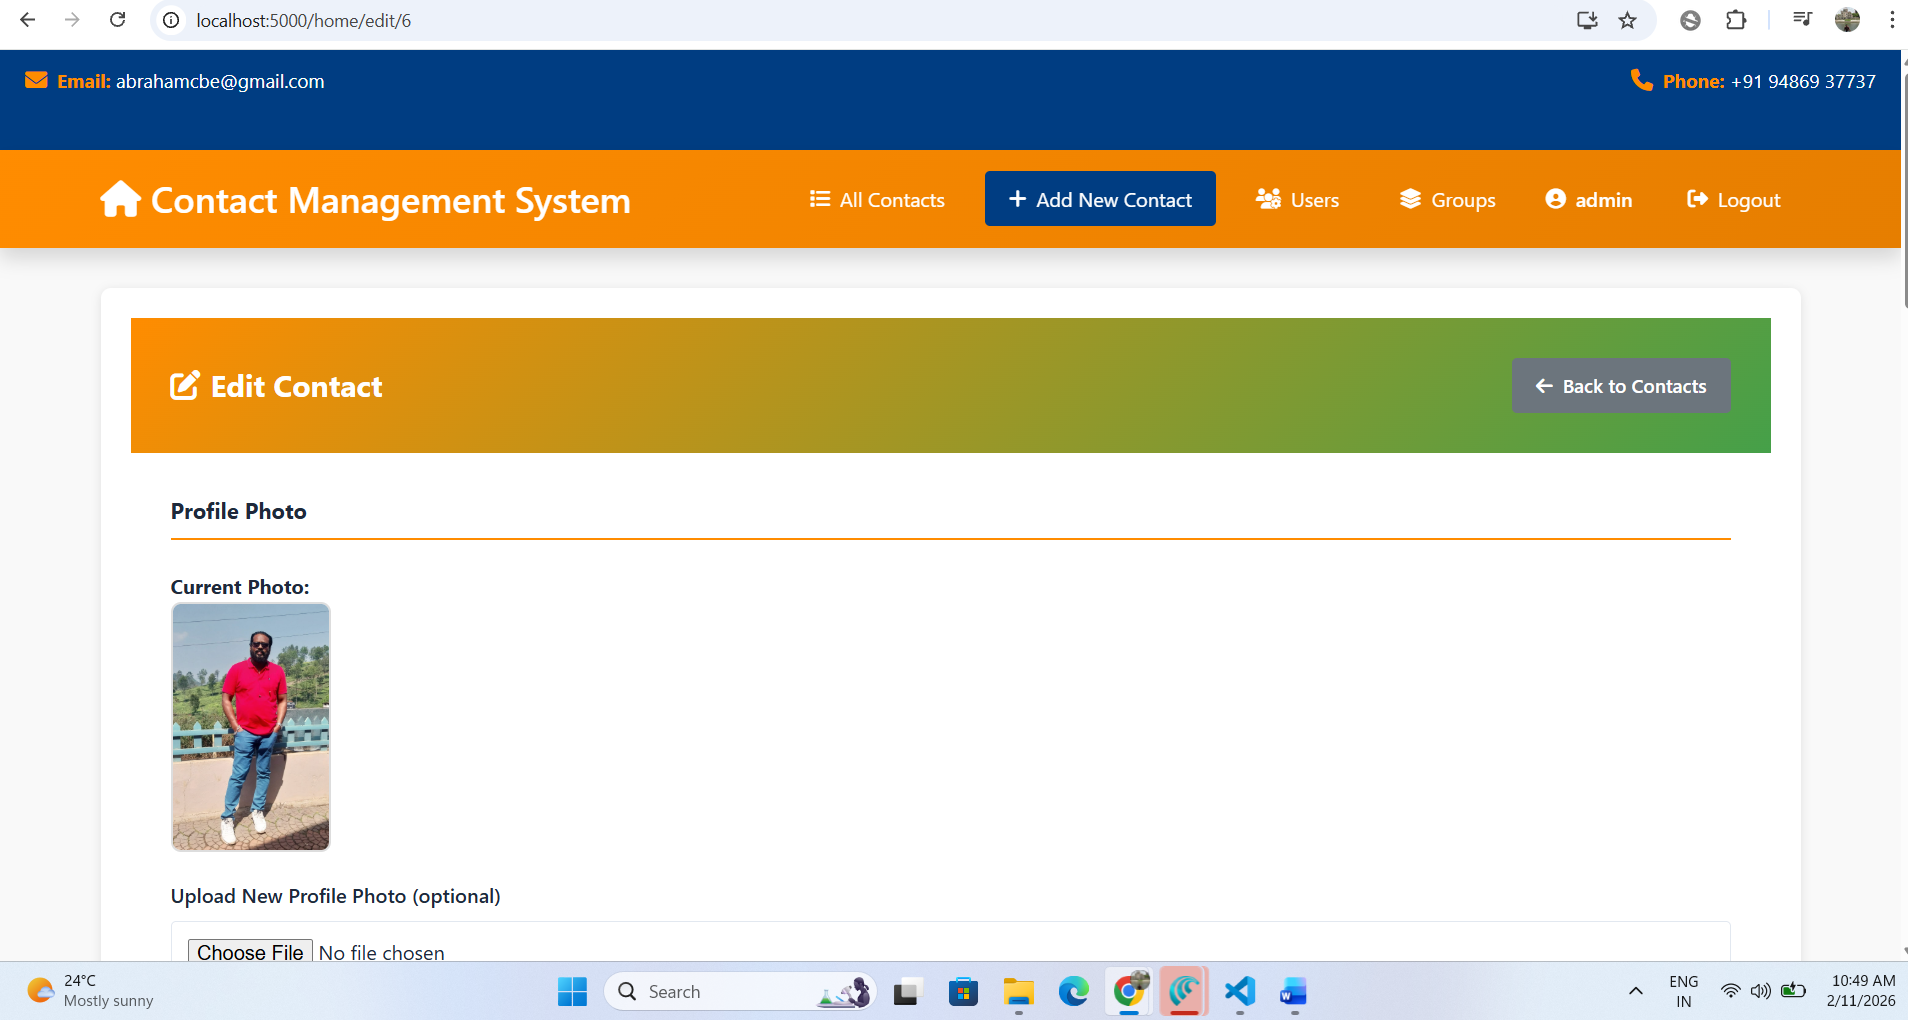 localhost:5000/home/edit/6
Email: abrahamcbe@gmail.com
Phone: +91 94869 37737
Contact Management System
All Contacts
Add New Contact
Users
Groups
admin
Logout
Edit Contact
Back to Contacts
Profile Photo
Current Photo:
Upload New Profile Photo (optional)
Choose File No file chosen
24°C
Mostly sunny
Search
ENG
IN
10:49 AM
2/11/2026